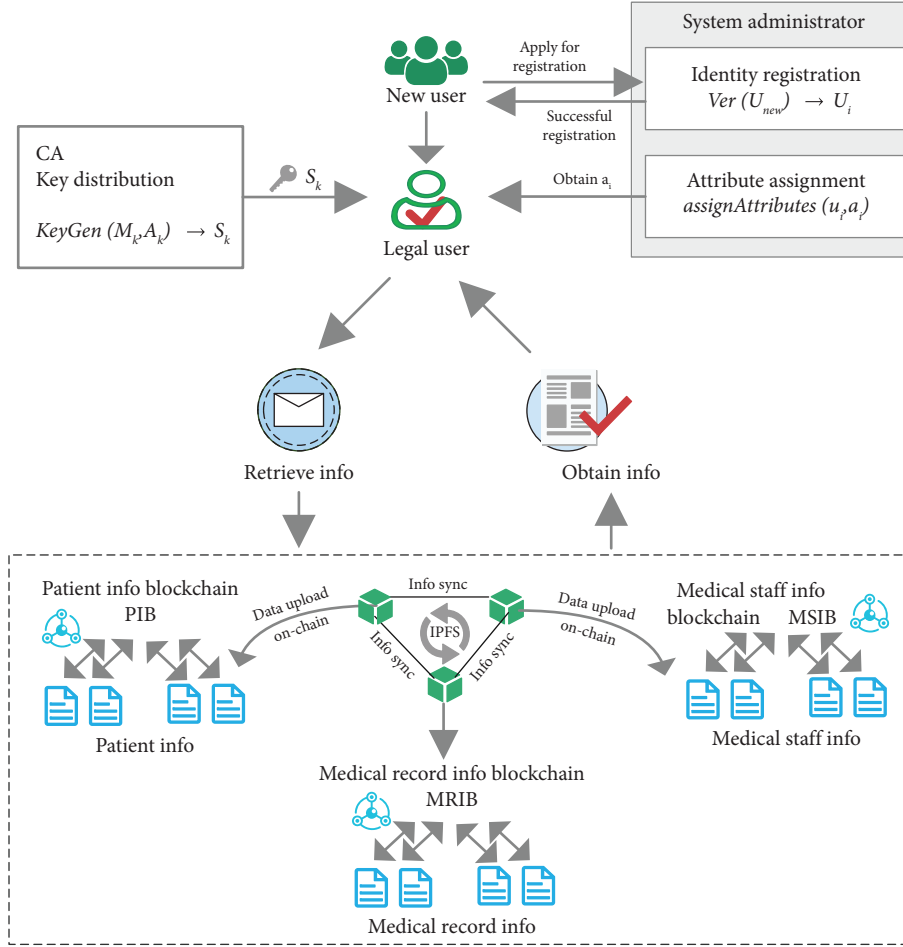 System administrator
Apply for
registration
New user
Identity registration
Ver (U_new) → U_i
Successful
registration
CA
Key distribution
KeyGen (M_k,A_k) → S_k
S_k
Obtain a_i
Attribute assignment
assignAttributes (u_i,a_i)
Legal user
Retrieve info
Obtain info
Patient info blockchain
PIB
Data upload
on-chain
Info sync
IPFS
Info sync
Info sync
Data upload
on-chain
Medical staff info
blockchain MSIB
Patient info
Medical staff info
Medical record info blockchain
MRIB
Medical record info